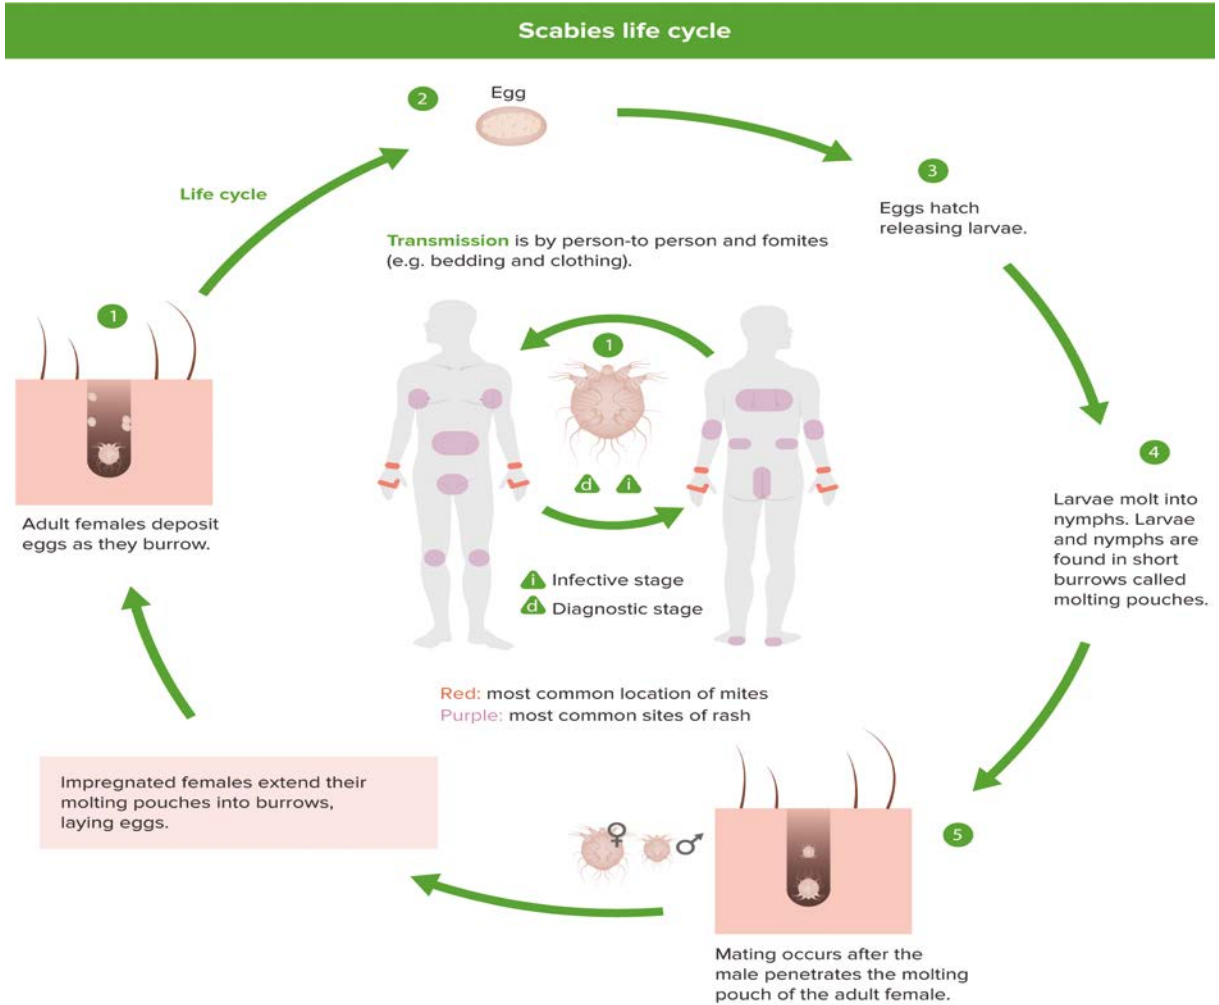 Scabies life cycle
2
Egg
3
Eggs hatch
releasing larvae.
Life cycle
Transmission is by person-to person and fomites
(e.g. bedding and clothing).
1
1
d
i
4
Larvae molt into
nymphs. Larvae
and nymphs are
found in short
burrows called
molting pouches.
Adult females deposit
eggs as they burrow.
i Infective stage
d Diagnostic stage
Red: most common location of mites
Purple: most common sites of rash
Impregnated females extend their
molting pouches into burrows,
laying eggs.
♀
♂
5
Mating occurs after the
male penetrates the molting
pouch of the adult female.